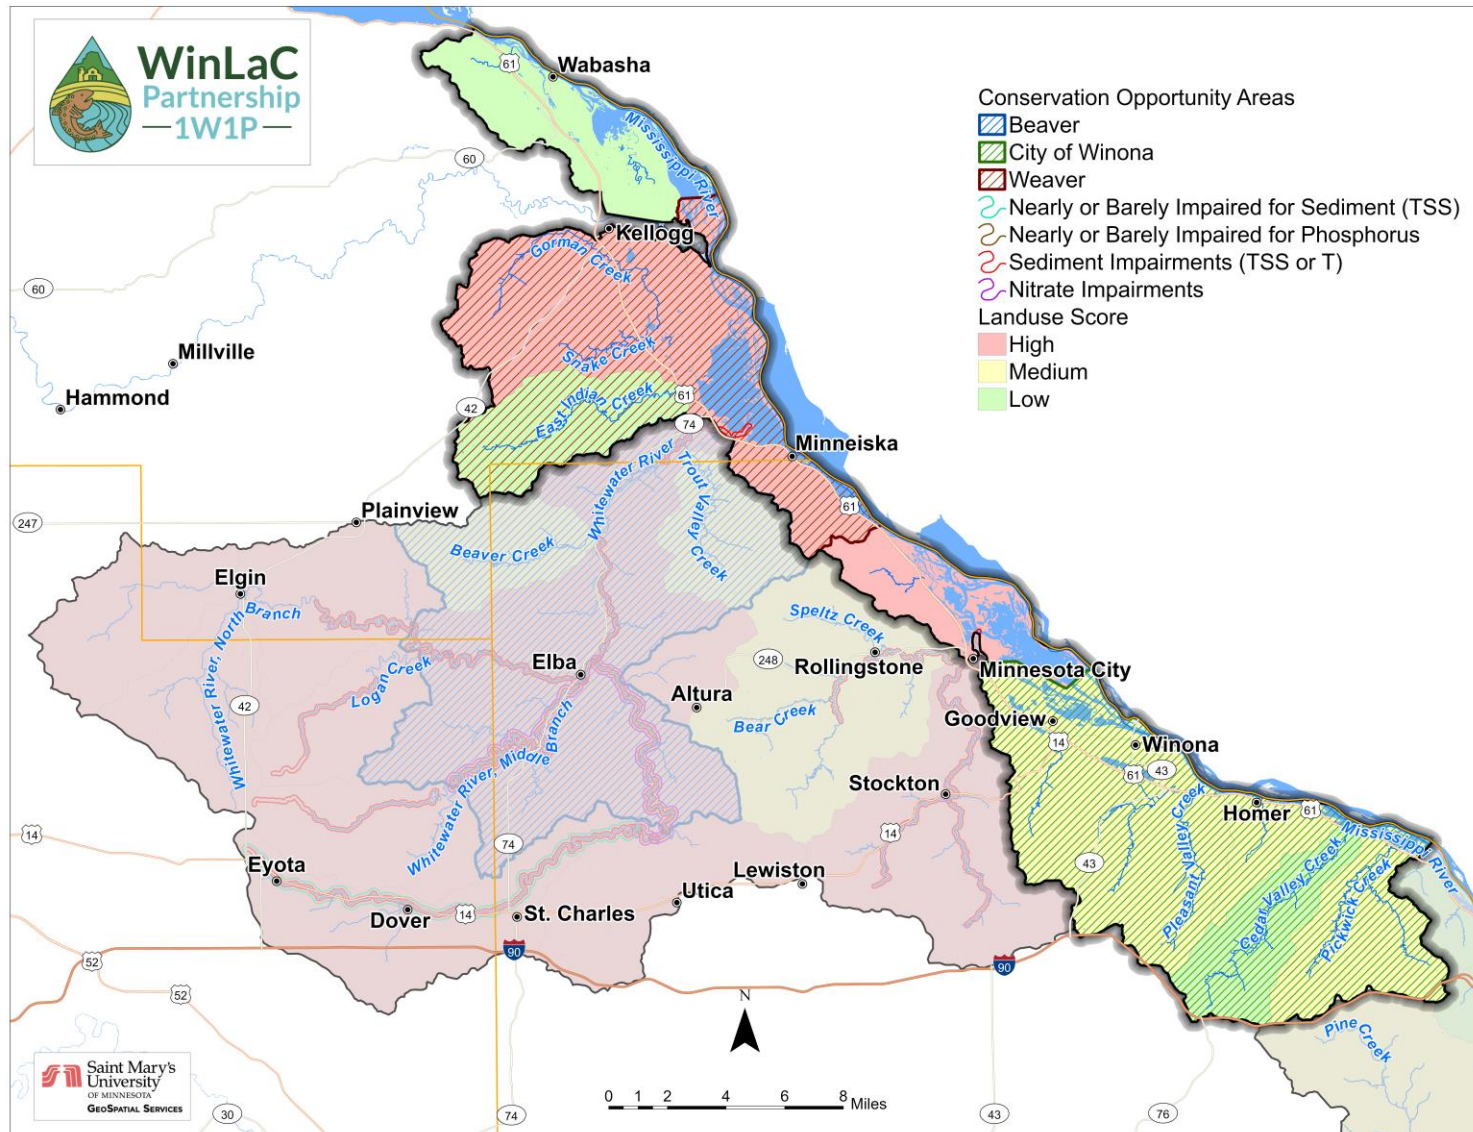 WinLaC
Partnership
1W1P
Conservation Opportunity Areas
Beaver
City of Winona
Weaver
Nearly or Barely Impaired for Sediment (TSS)
Nearly or Barely Impaired for Phosphorus
Sediment Impairments (TSS or T)
Nitrate Impairments
Landuse Score
High
Medium
Low
61
Wabasha
Mississippi River
60
Kellogg
Gorman Creek
60
Millville
Snake Creek
Hammond
42
East Indian Creek
61
74
Minneiska
Whitewater River
Trout Valley Creek
61
Plainview
247
Beaver Creek
Elgin
Whitewater River, North Branch
Speltz Creek
Logan Creek
Elba
248
Rollingstone
Minnesota City
42
Altura
Bear Creek
Goodview
14
Winona
Whitewater River, Middle Branch
61
43
Stockton
Homer
61
14
14
74
43
Mississippi River
Pleasant Valley Creek
Cedar Valley Creek
Pickwick Creek
Eyota
Lewiston
Utica
Dover
14
St. Charles
90
90
52
52
N
Pine Creek
Saint Mary's
University
OF MINNESOTA
GEOSPATIAL SERVICES
0 1 2 4 6 8 Miles
30
74
43
76